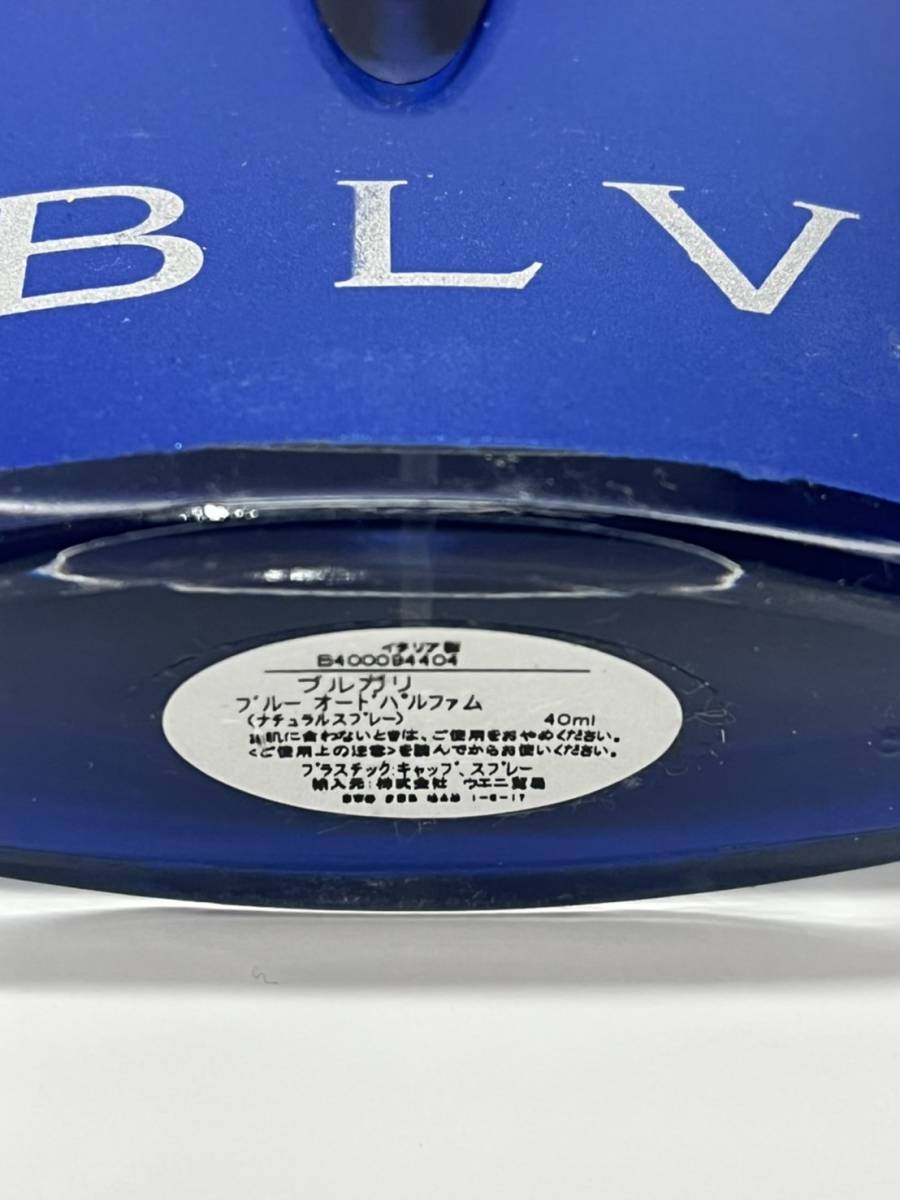 BLV
イタリア製
B400094404
ブルガリ
ブルー オードパルファム
(ナチュラルスプレー) 40ml
お肌に合わないときは、ご使用をおやめください。
<ご使用上の注意>を読んでからお使いください。
プラスチック:キャップ、スプレー
輸入元:株式会社 ウエニ貿易
1-6-17